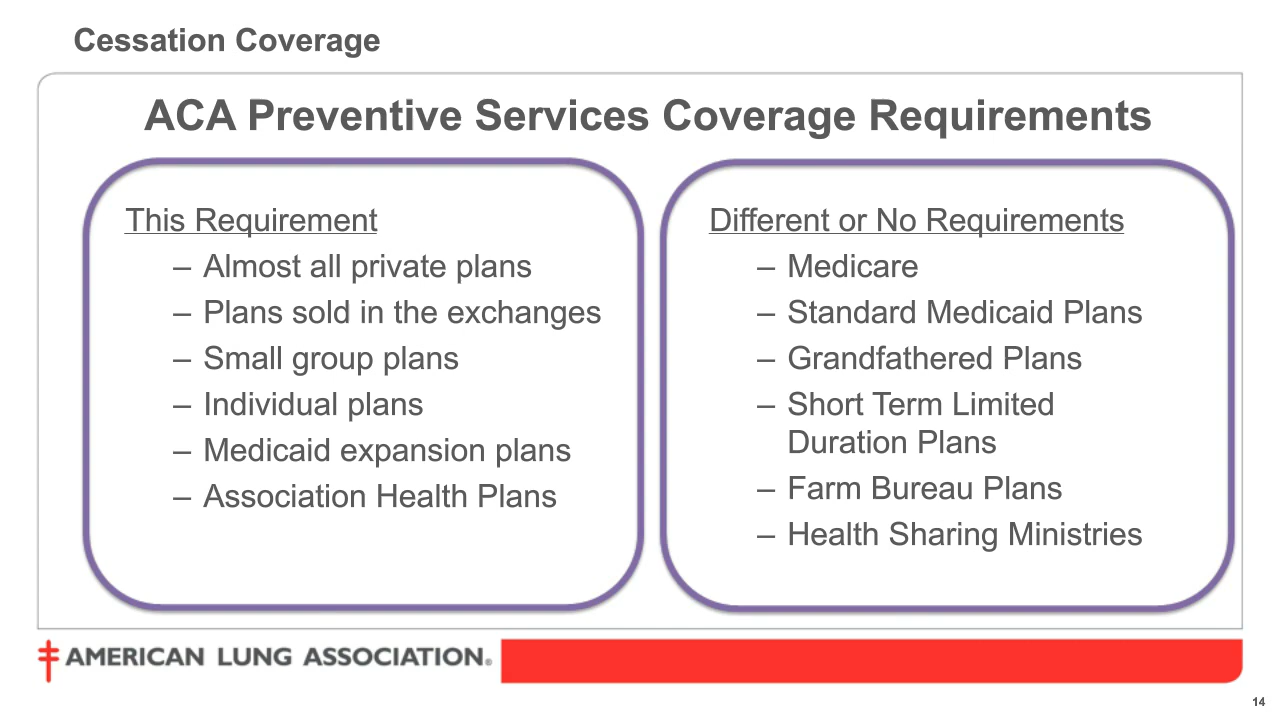 Cessation Coverage
ACA Preventive Services Coverage Requirements
This Requirement
– Almost all private plans
– Plans sold in the exchanges
– Small group plans
– Individual plans
– Medicaid expansion plans
– Association Health Plans
Different or No Requirements
– Medicare
– Standard Medicaid Plans
– Grandfathered Plans
– Short Term Limited
Duration Plans
– Farm Bureau Plans
– Health Sharing Ministries
AMERICAN LUNG ASSOCIATION®
14